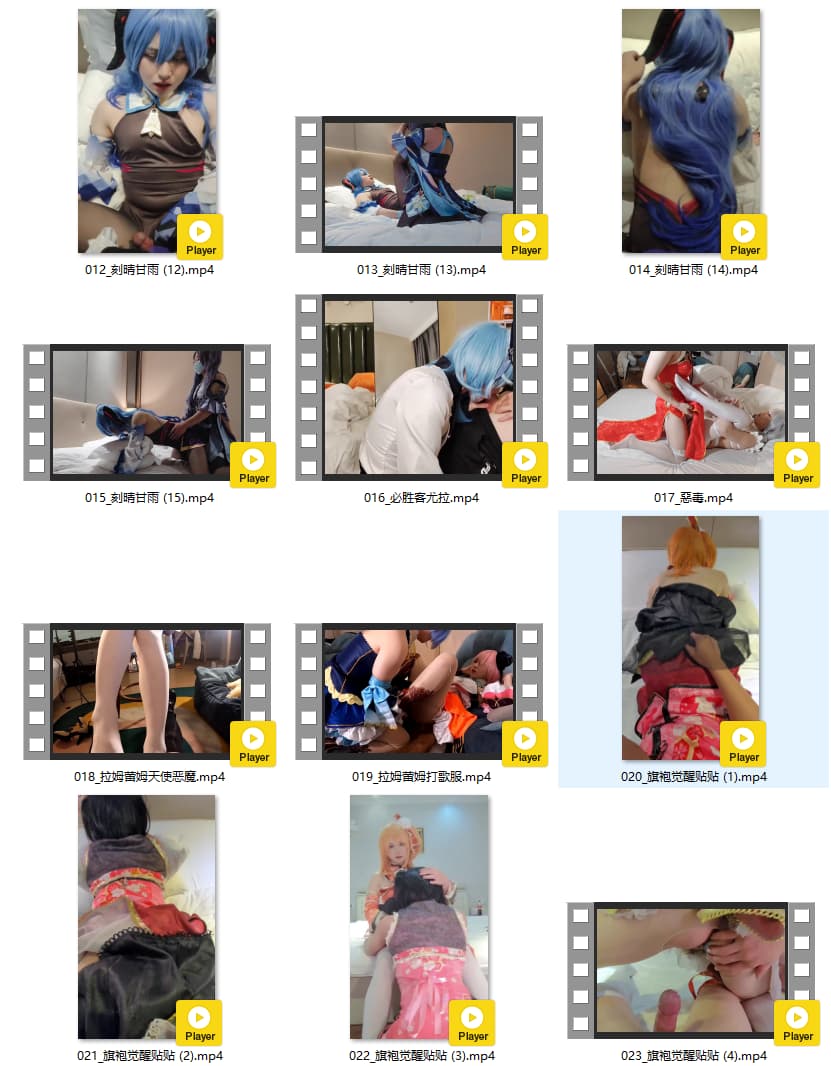 Player
012_刻晴甘雨 (12).mp4
Player
013_刻晴甘雨 (13).mp4
Player
014_刻晴甘雨 (14).mp4
Player
015_刻晴甘雨 (15).mp4
Player
016_必胜客尤拉.mp4
Player
017_惡毒.mp4
Player
018_拉姆蕾姆天使恶魔.mp4
Player
019_拉姆蕾姆打歌服.mp4
Player
020_旗袍觉醒贴贴 (1).mp4
Player
021_旗袍觉醒贴贴 (2).mp4
Player
022_旗袍觉醒贴贴 (3).mp4
Player
023_旗袍觉醒贴贴 (4).mp4